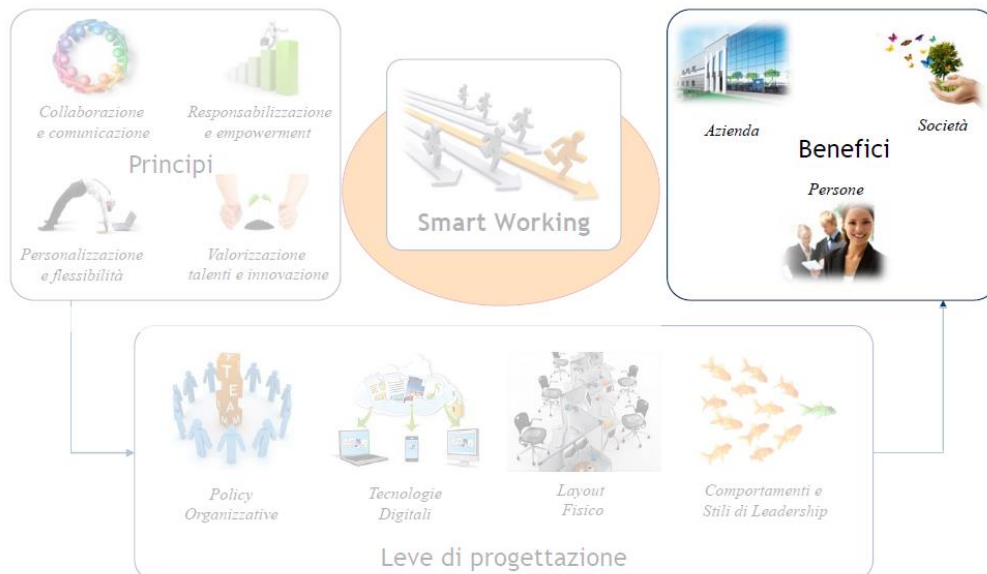 Collaborazione
e comunicazione
Responsabilizzazione
e empowerment
Principi
Personalizzazione
e flessibilità
Valorizzazione
talenti e innovazione
Smart Working
Azienda
Società
Benefici
Persone
TEAM
Policy
Organizzative
Tecnologie
Digitali
Layout
Fisico
Comportamenti e
Stili di Leadership
Leve di progettazione